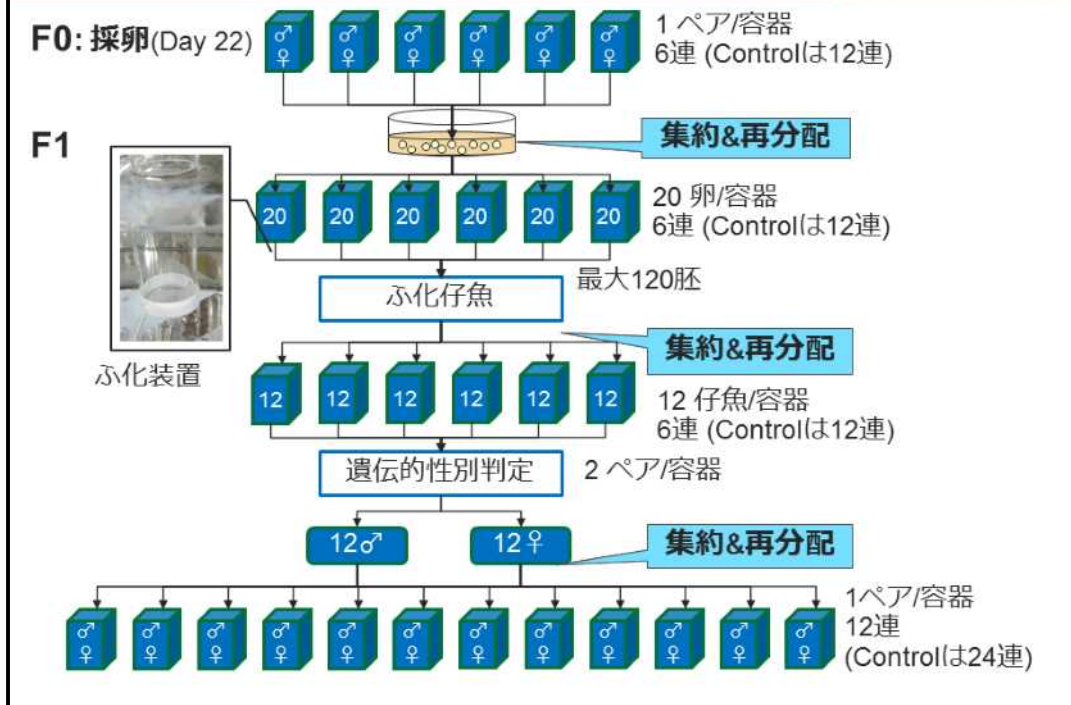 F0: 採卵(Day 22)
♂ ♂ ♂ ♂ ♂ ♂
♀ ♀ ♀ ♀ ♀ ♀
1 ペア/容器
6連 (Controlは12連)
F1
集約&再分配
20 20 20 20 20 20
20 卵/容器
6連 (Controlは12連)
ふ化仔魚
最大120胚
ふ化装置
集約&再分配
12 12 12 12 12 12
12 仔魚/容器
6連 (Controlは12連)
遺伝的性別判定
2 ペア/容器
12♂ 12♀
集約&再分配
♂ ♂ ♂ ♂ ♂ ♂ ♂ ♂ ♂ ♂ ♂ ♂
♀ ♀ ♀ ♀ ♀ ♀ ♀ ♀ ♀ ♀ ♀ ♀
1ペア/容器
12連
(Controlは24連)